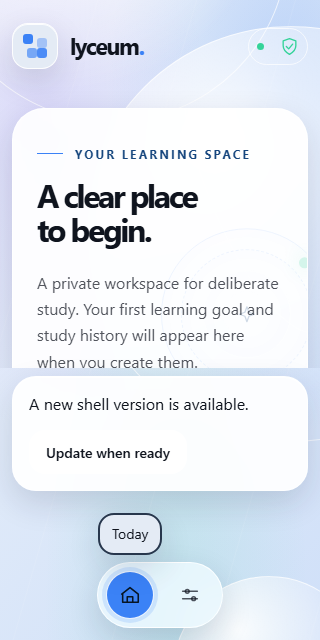 lyceum.
YOUR LEARNING SPACE
A clear place
to begin.
A private workspace for deliberate
study. Your first learning goal and
study history will appear here
when you create them.
A new shell version is available.
Update when ready
Today